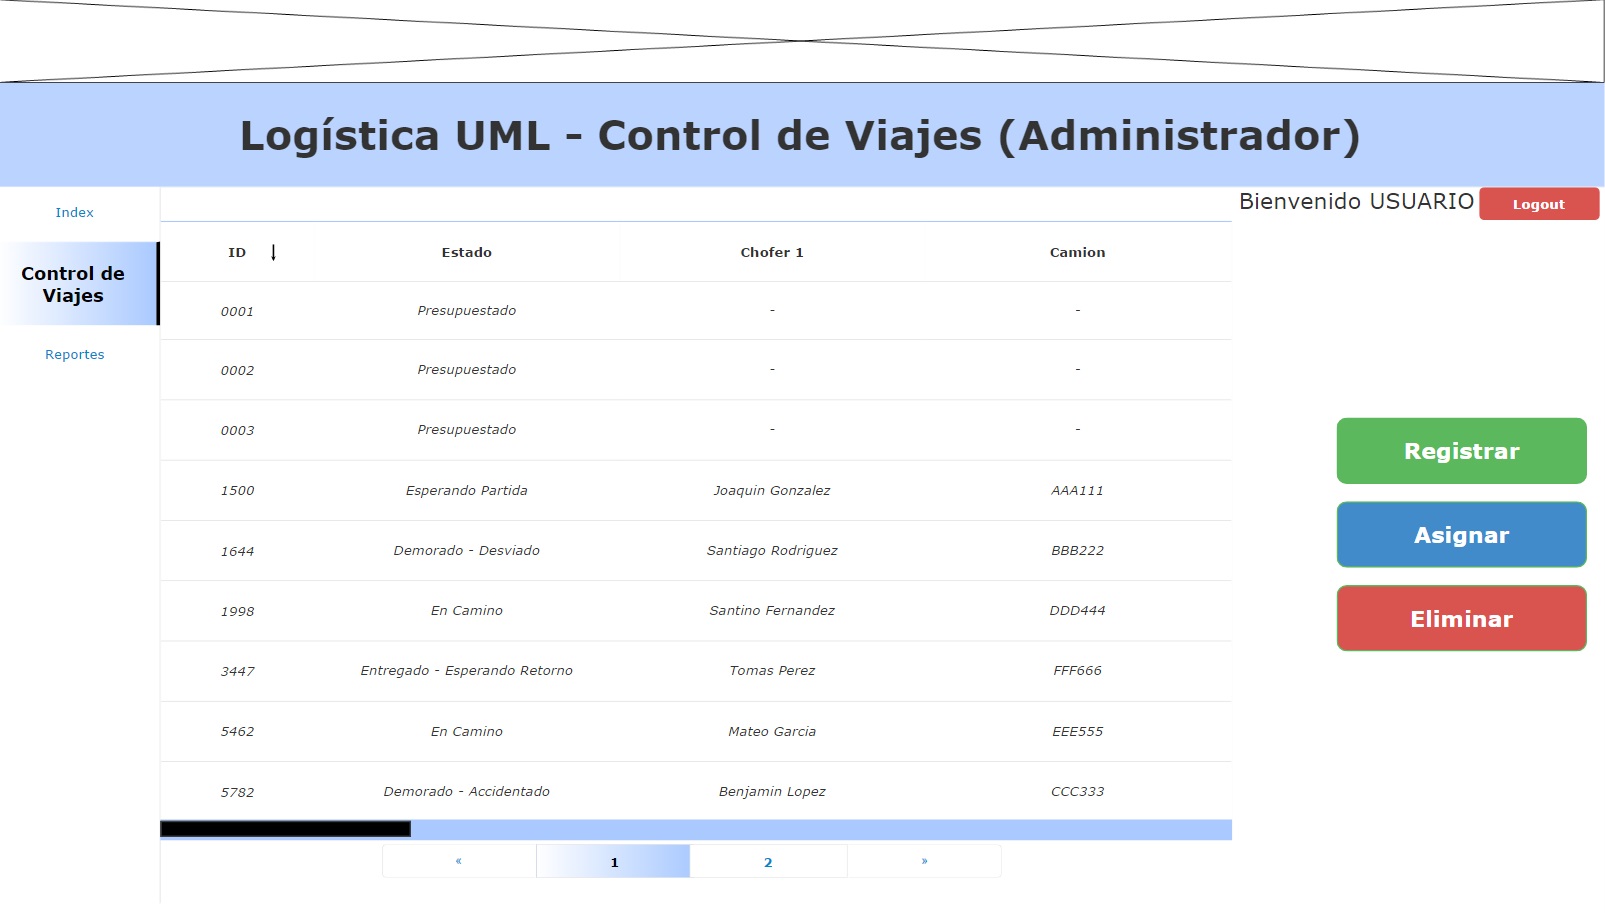 Logística UML - Control de Viajes (Administrador)
Bienvenido USUARIO Logout
Index
Control de
Viajes
Reportes
ID ↓ Estado Chofer 1 Camion
0001 Presupuestado - -
0002 Presupuestado - -
0003 Presupuestado - -
1500 Esperando Partida Joaquin Gonzalez AAA111
1644 Demorado - Desviado Santiago Rodriguez BBB222
1998 En Camino Santino Fernandez DDD444
3447 Entregado - Esperando Retorno Tomas Perez FFF666
5462 En Camino Mateo Garcia EEE555
5782 Demorado - Accidentado Benjamin Lopez CCC333
« 1 2 »
Registrar
Asignar
Eliminar